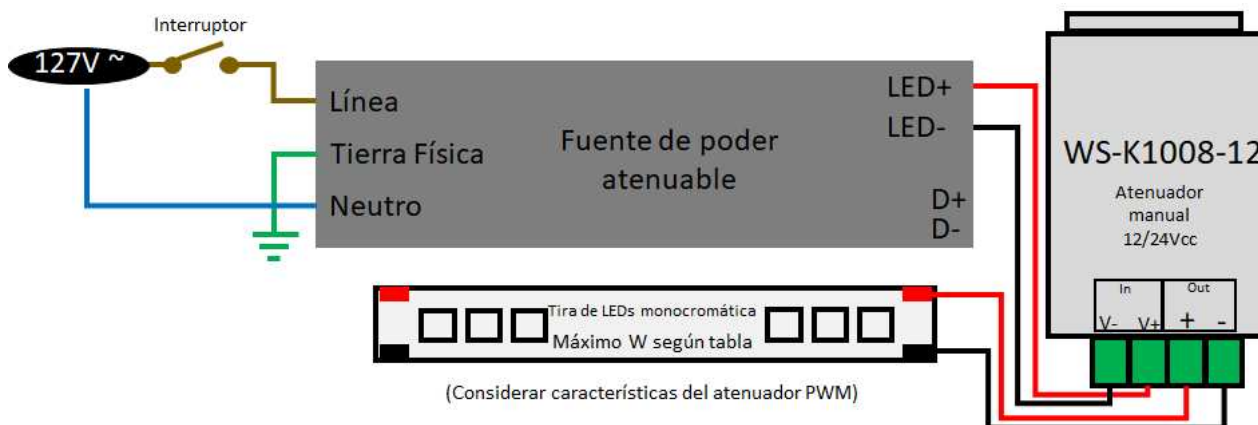 Interruptor
127V ~
Línea
Tierra Física
Neutro
Fuente de poder
atenuable
LED+
LED-
D+
D-
WS-K1008-12
Atenuador
manual
12/24Vcc
In
Out
V-
V+
+
-
Tira de LEDs monocromática
Máximo W según tabla
(Considerar características del atenuador PWM)